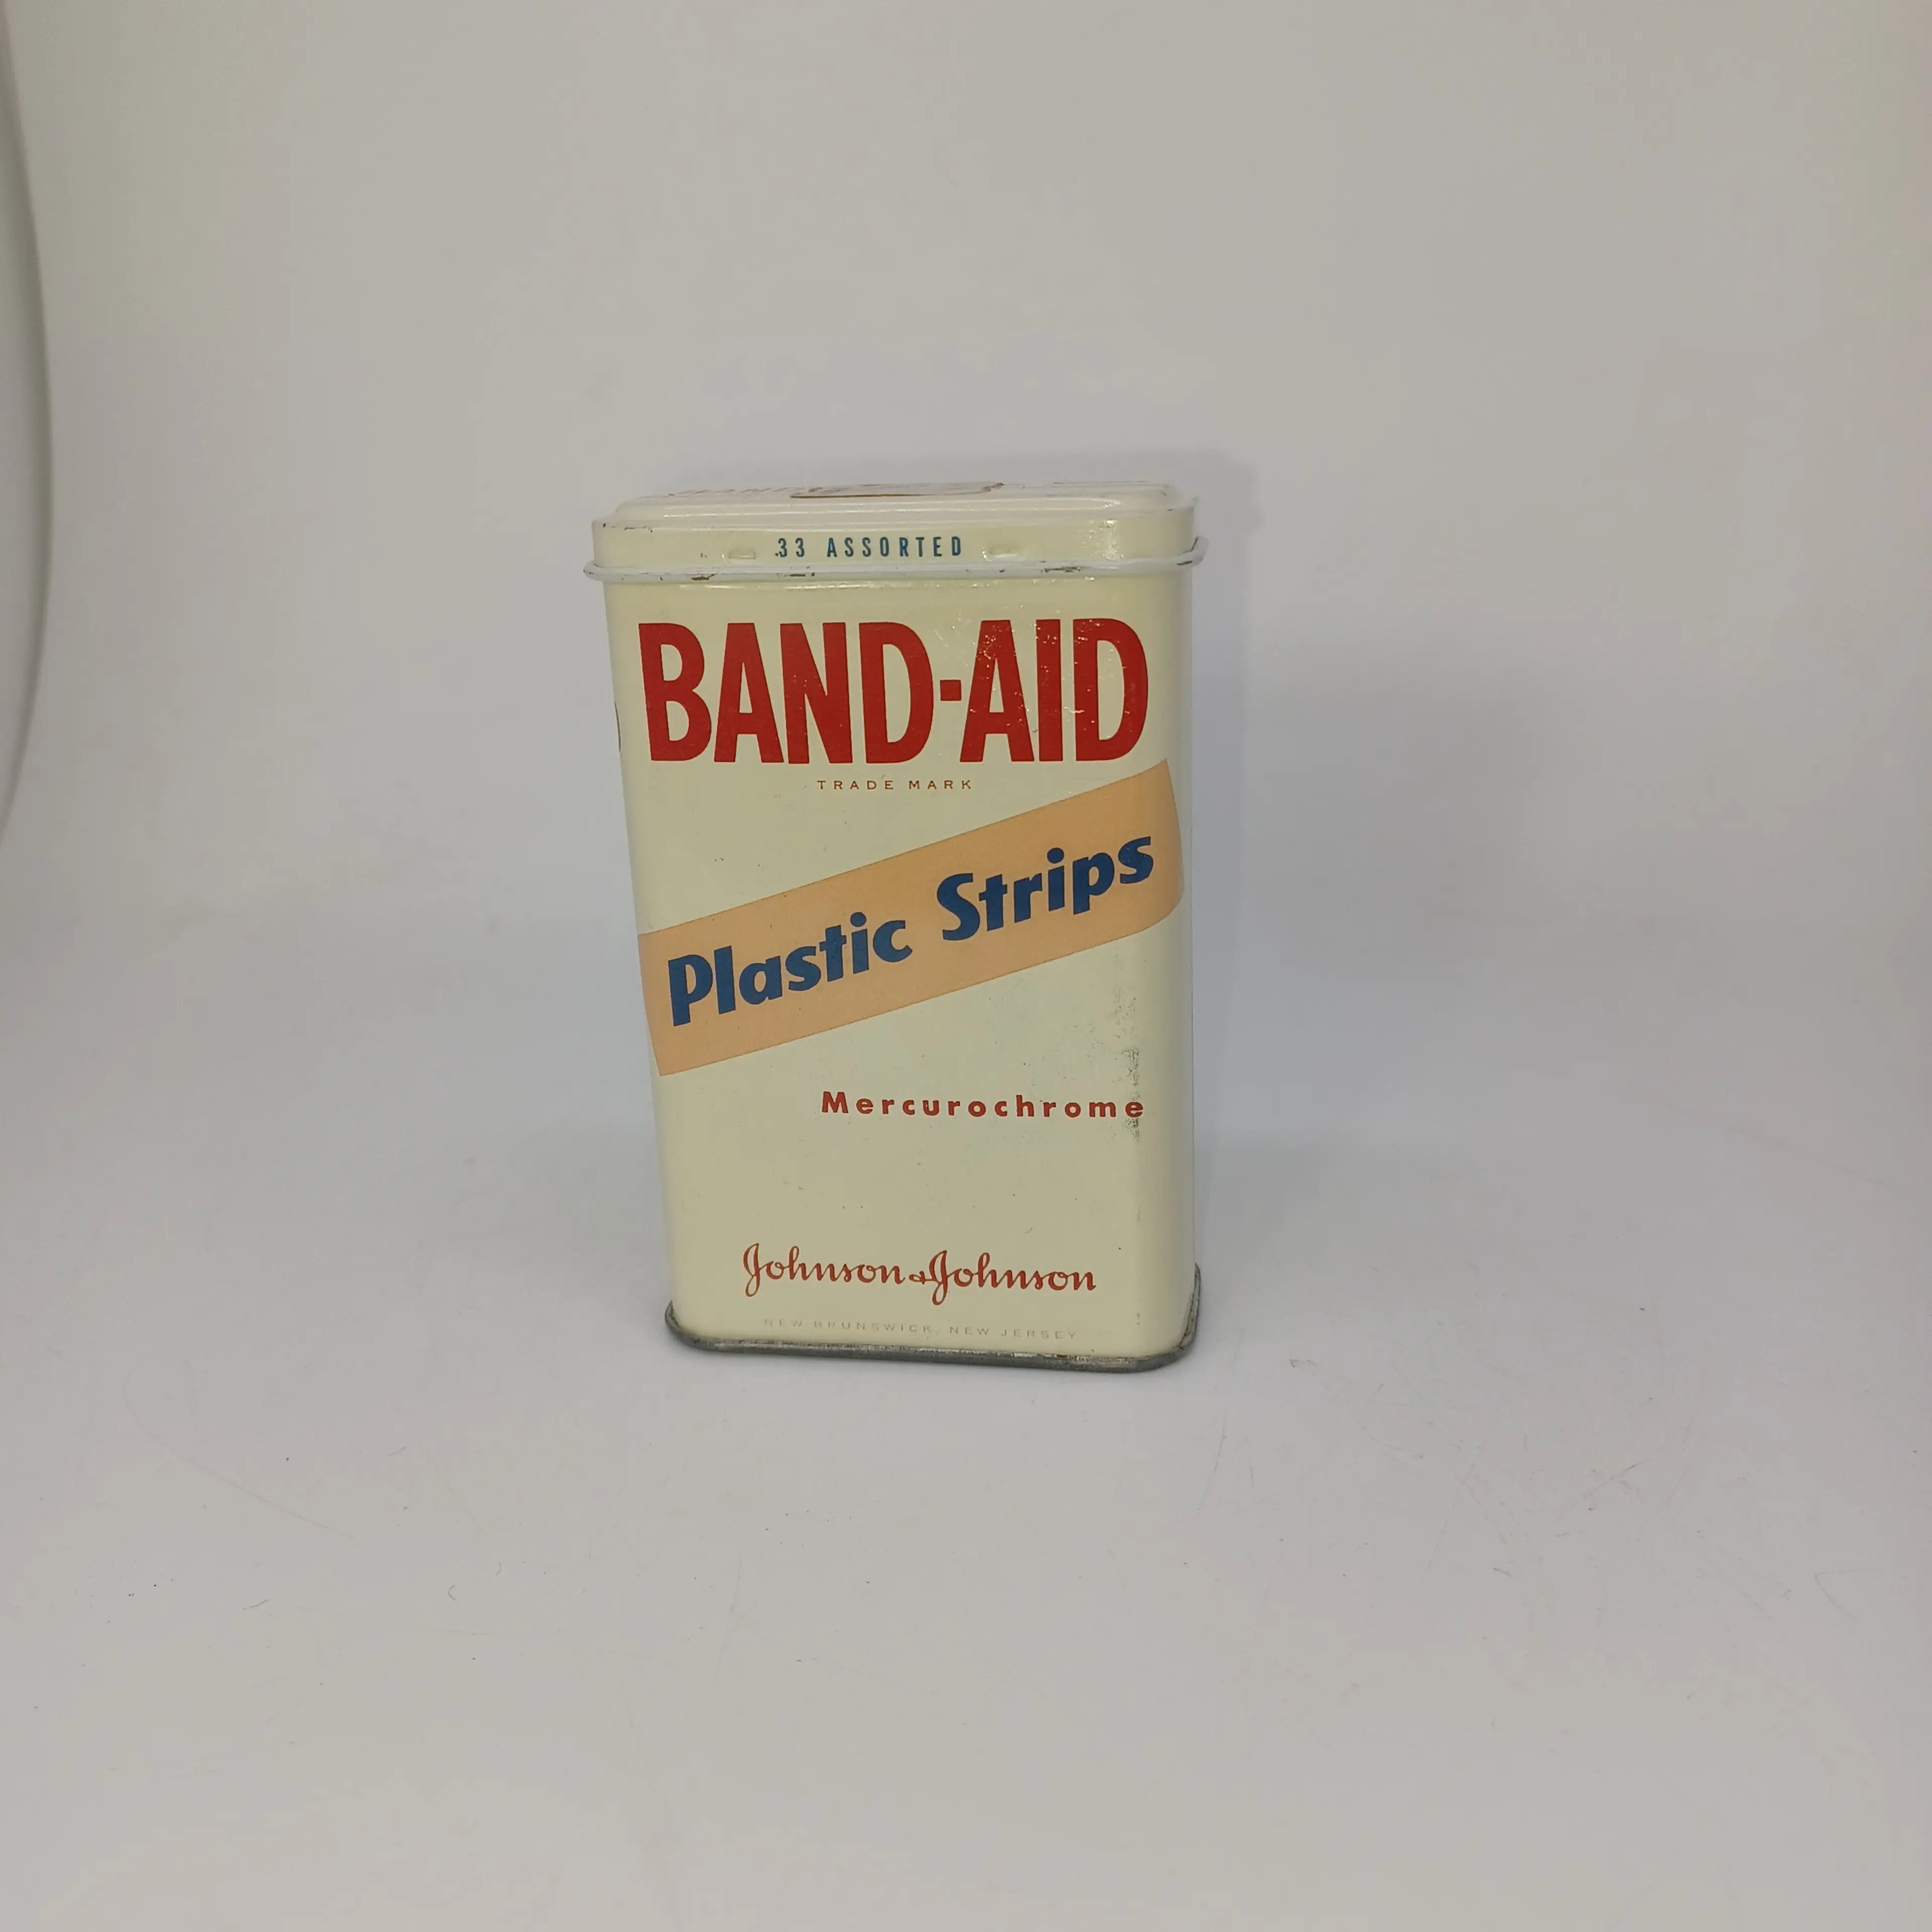 33 ASSORTED
BAND-AID
TRADE MARK
Plastic Strips
Mercurochrome
Johnson & Johnson
NEW BRUNSWICK, NEW JERSEY